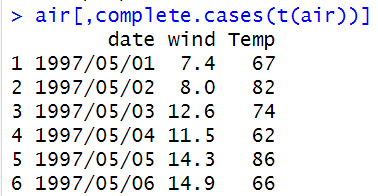 > air[,complete.cases(t(air))]
date wind Temp
1 1997/05/01 7.4 67
2 1997/05/02 8.0 82
3 1997/05/03 12.6 74
4 1997/05/04 11.5 62
5 1997/05/05 14.3 86
6 1997/05/06 14.9 66